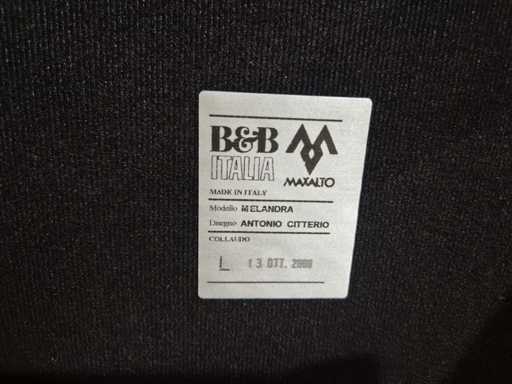 B&B
ITALIA
MAXALTO
MADE IN ITALY
Modello MELANDRA
Disegno ANTONIO CITTERIO
COLLAUDO
13 OTT. 2000